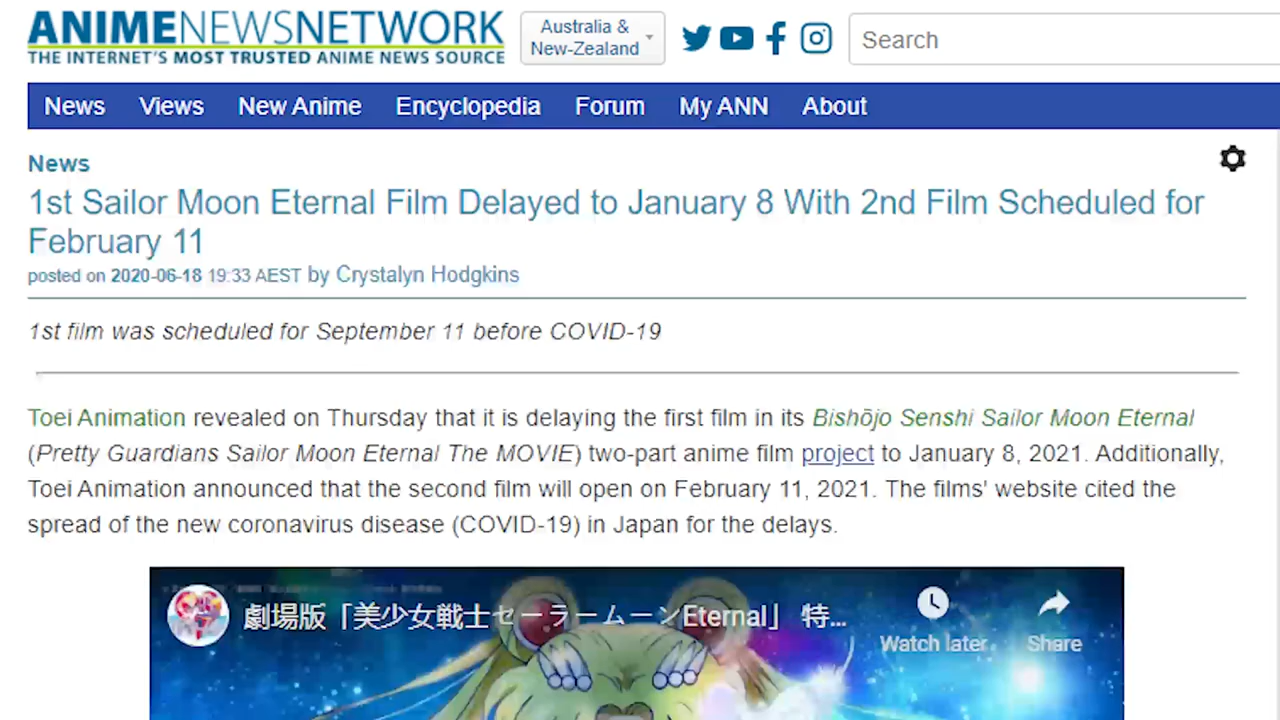 ANIMENEWSNETWORK
THE INTERNET'S MOST TRUSTED ANIME NEWS SOURCE
Australia &
New-Zealand
Search
News Views New Anime Encyclopedia Forum My ANN About
News
1st Sailor Moon Eternal Film Delayed to January 8 With 2nd Film Scheduled for
February 11
posted on 2020-06-18 19:33 AEST by Crystalyn Hodgkins
1st film was scheduled for September 11 before COVID-19
Toei Animation revealed on Thursday that it is delaying the first film in its Bishōjo Senshi Sailor Moon Eternal
(Pretty Guardians Sailor Moon Eternal The MOVIE) two-part anime film project to January 8, 2021. Additionally,
Toei Animation announced that the second film will open on February 11, 2021. The films' website cited the
spread of the new coronavirus disease (COVID-19) in Japan for the delays.
劇場版「美少女戦士セーラームーンEternal」 特...
Watch later
Share